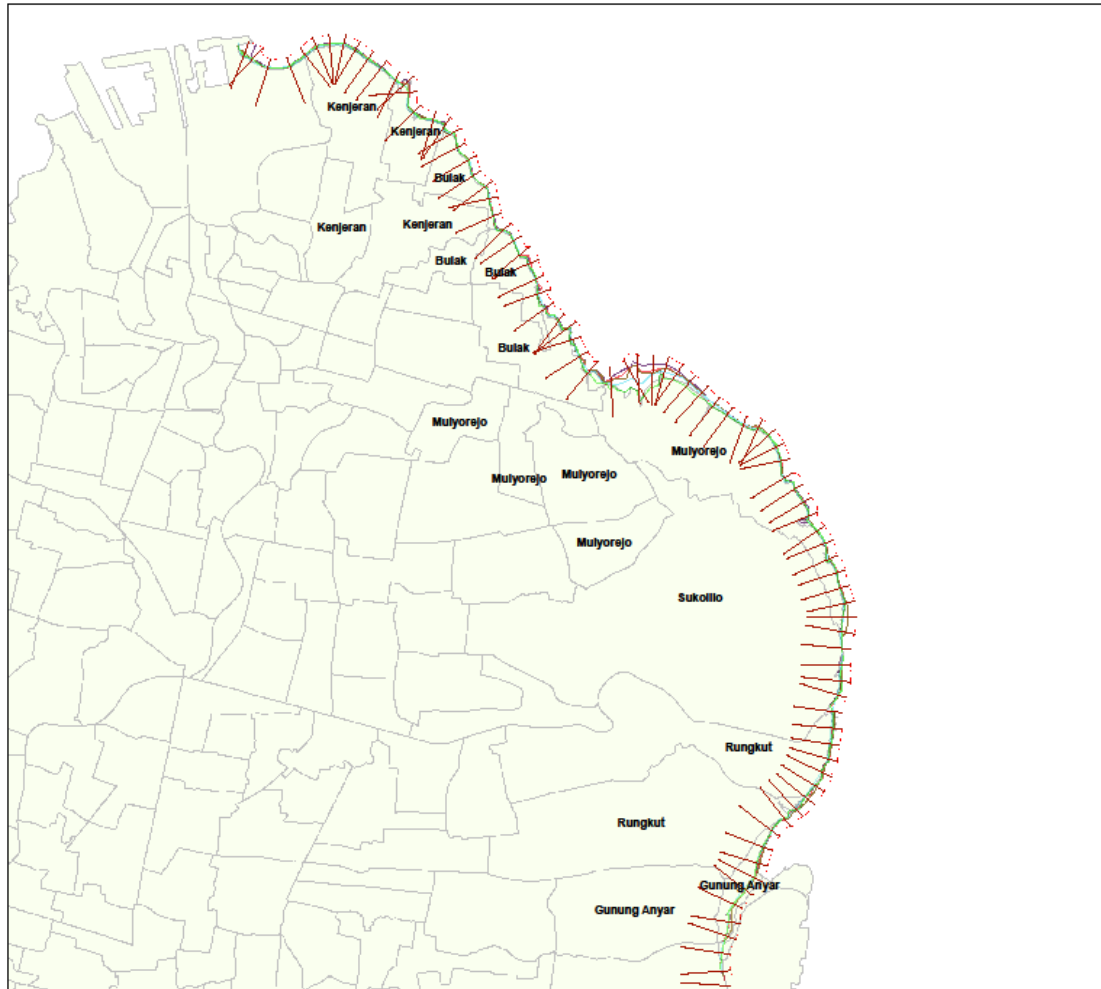 Kenjeran
Kenjeran
Bulak
Kenjeran
Kenjeran
Bulak
Bulak
Bulak
Mulyorejo
Mulyorejo
Mulyorejo
Mulyorejo
Mulyorejo
Sukolilo
Rungkut
Rungkut
Gunung Anyar
Gunung Anyar